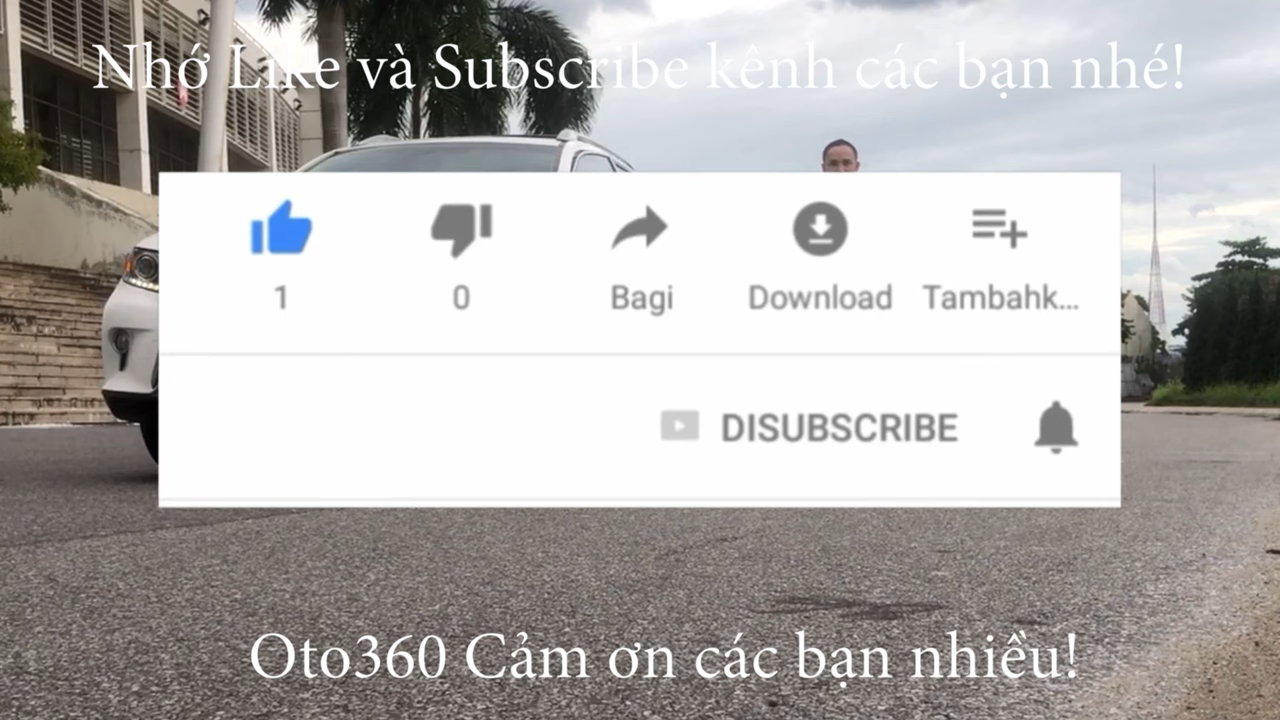 Nhớ Like và Subscribe kênh các bạn nhé!
1 0 Bagi Download Tambahk...
DISUBSCRIBE
Oto360 Cảm ơn các bạn nhiều!